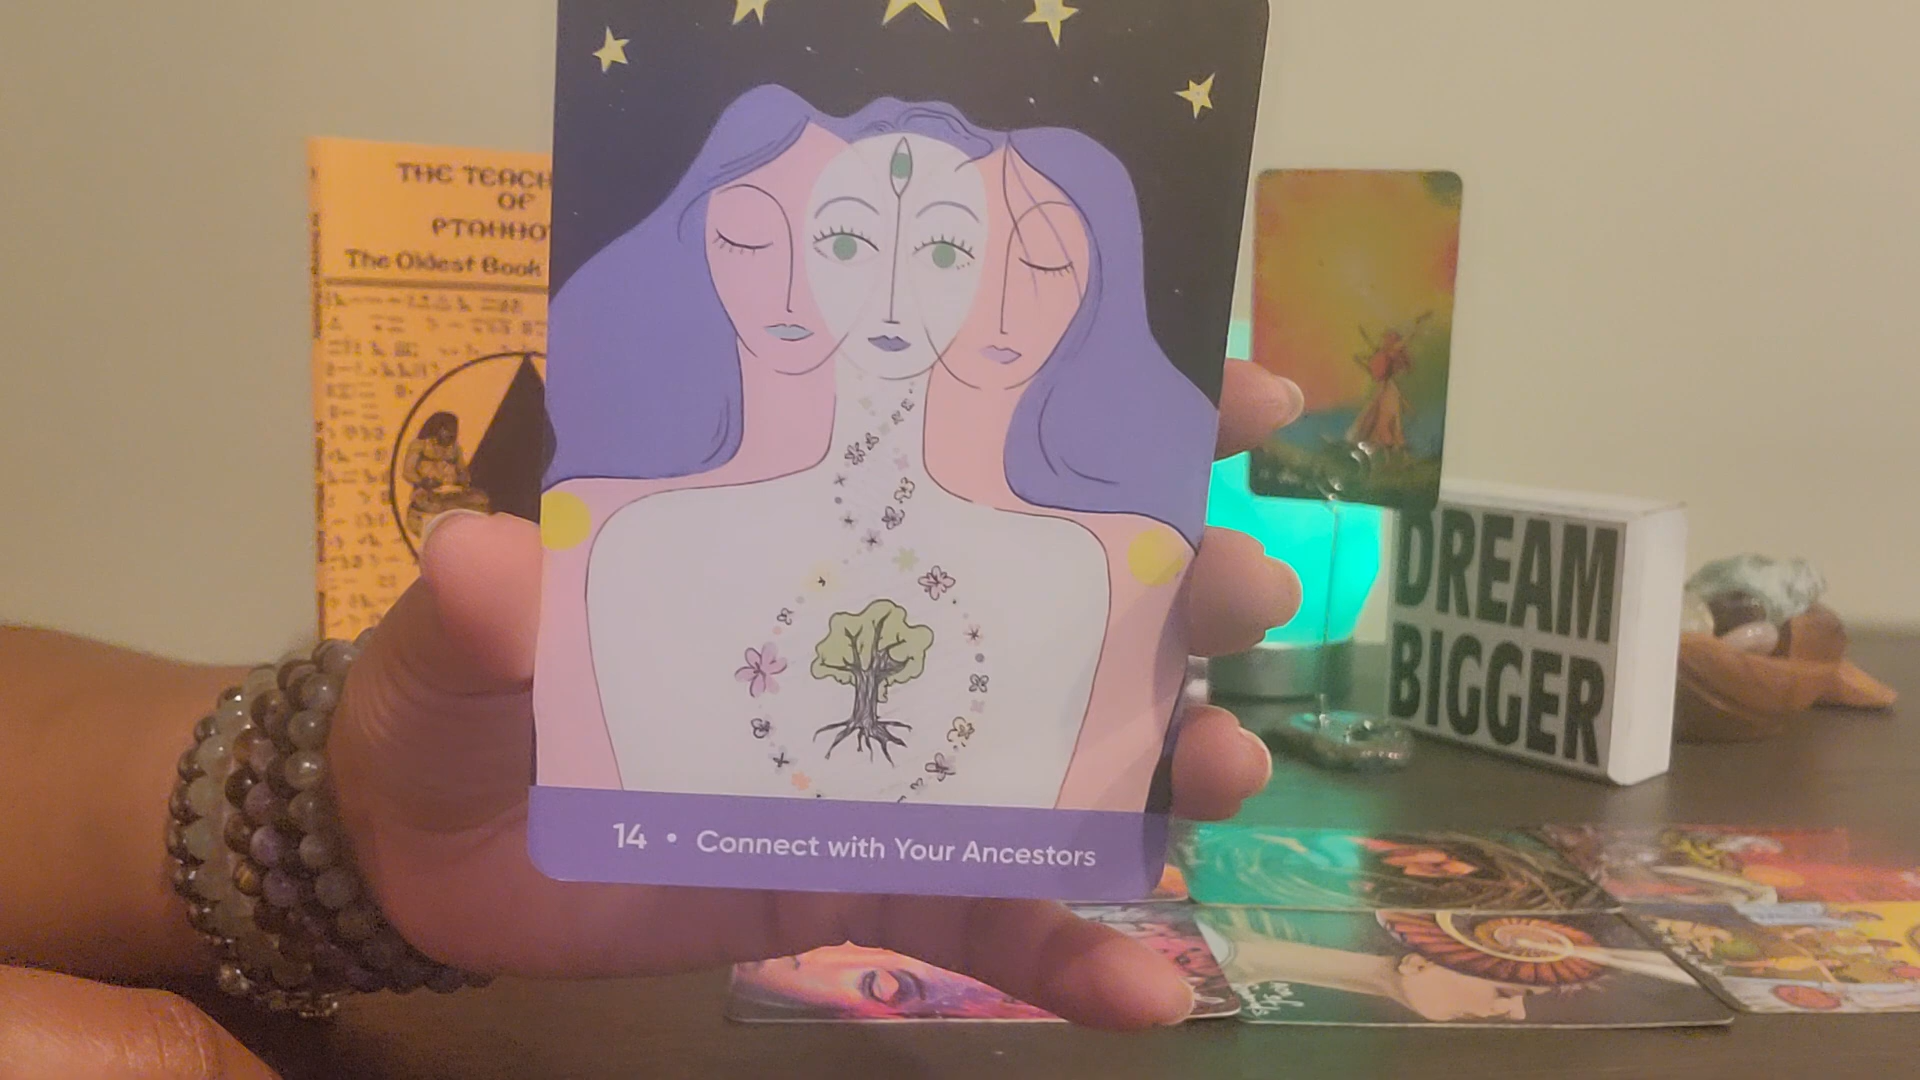 THE TEACH
OF
PTAHHO
The Oldest Book
14 • Connect with Your Ancestors
DREAM
BIGGER